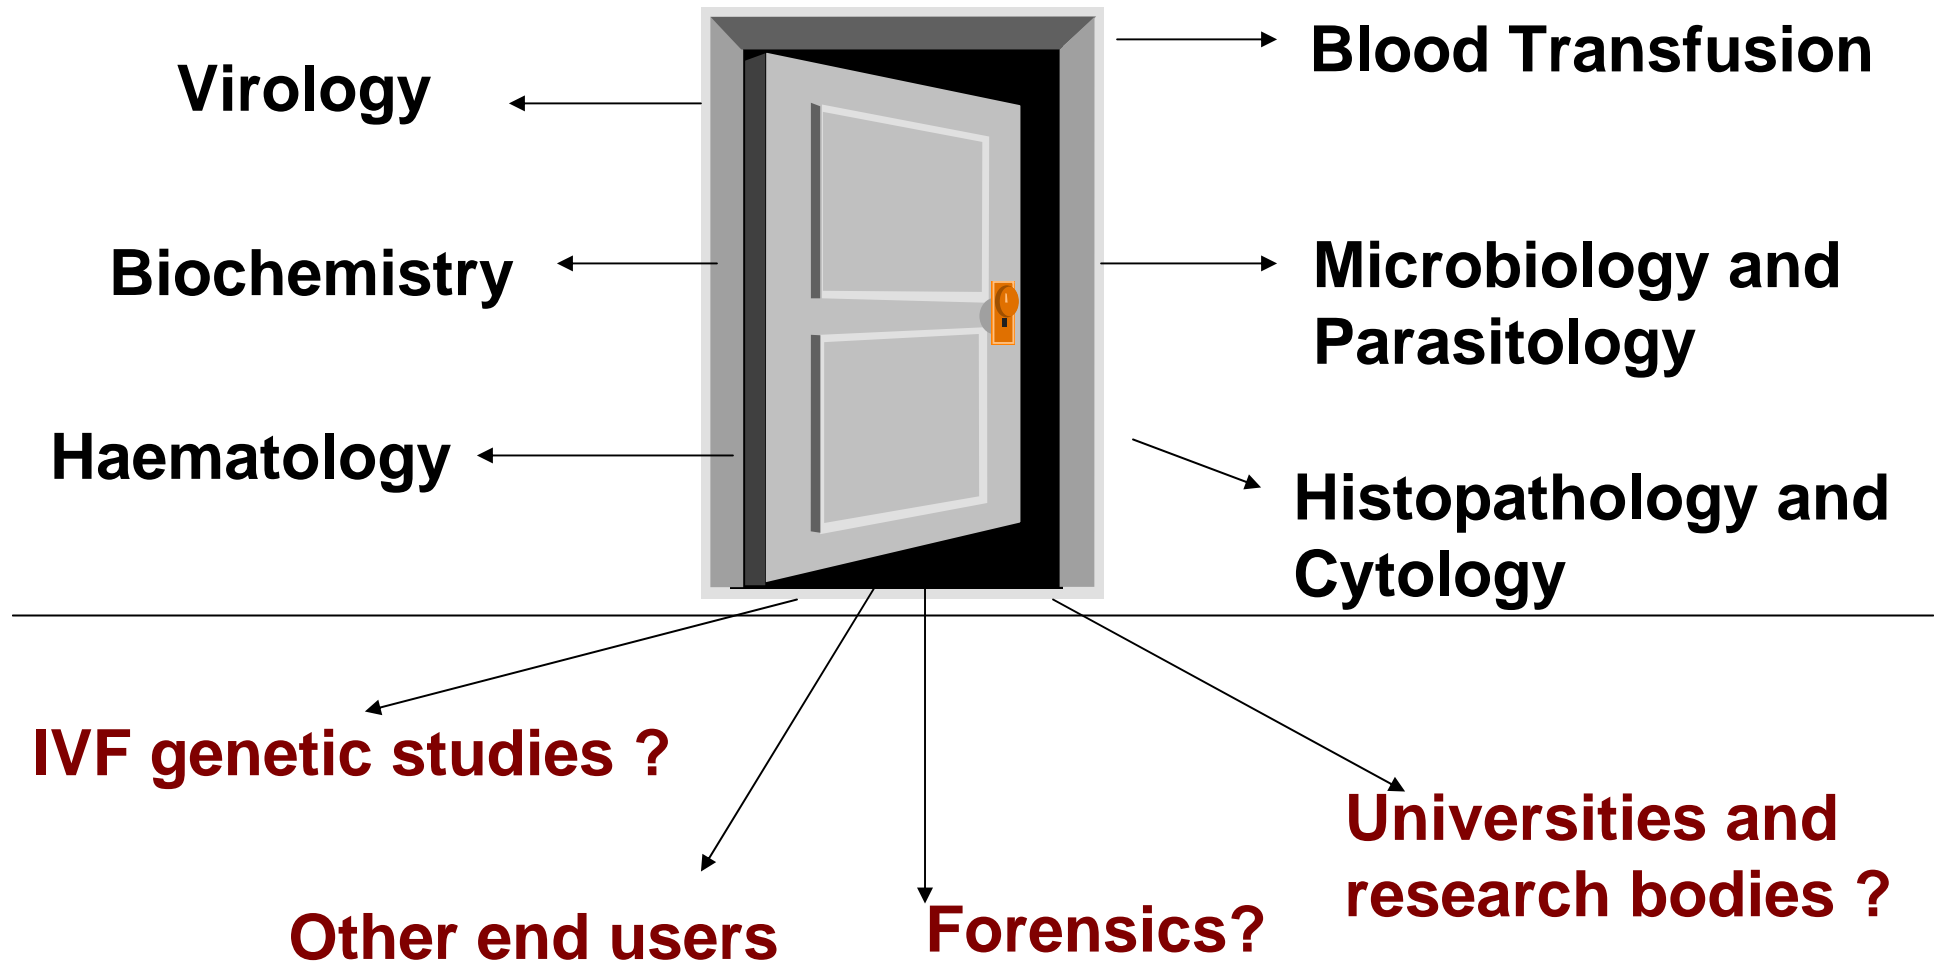 Virology
Blood Transfusion
Biochemistry
Microbiology and
Parasitology
Haematology
Histopathology and
Cytology
IVF genetic studies ?
Universities and
research bodies ?
Other end users
Forensics?